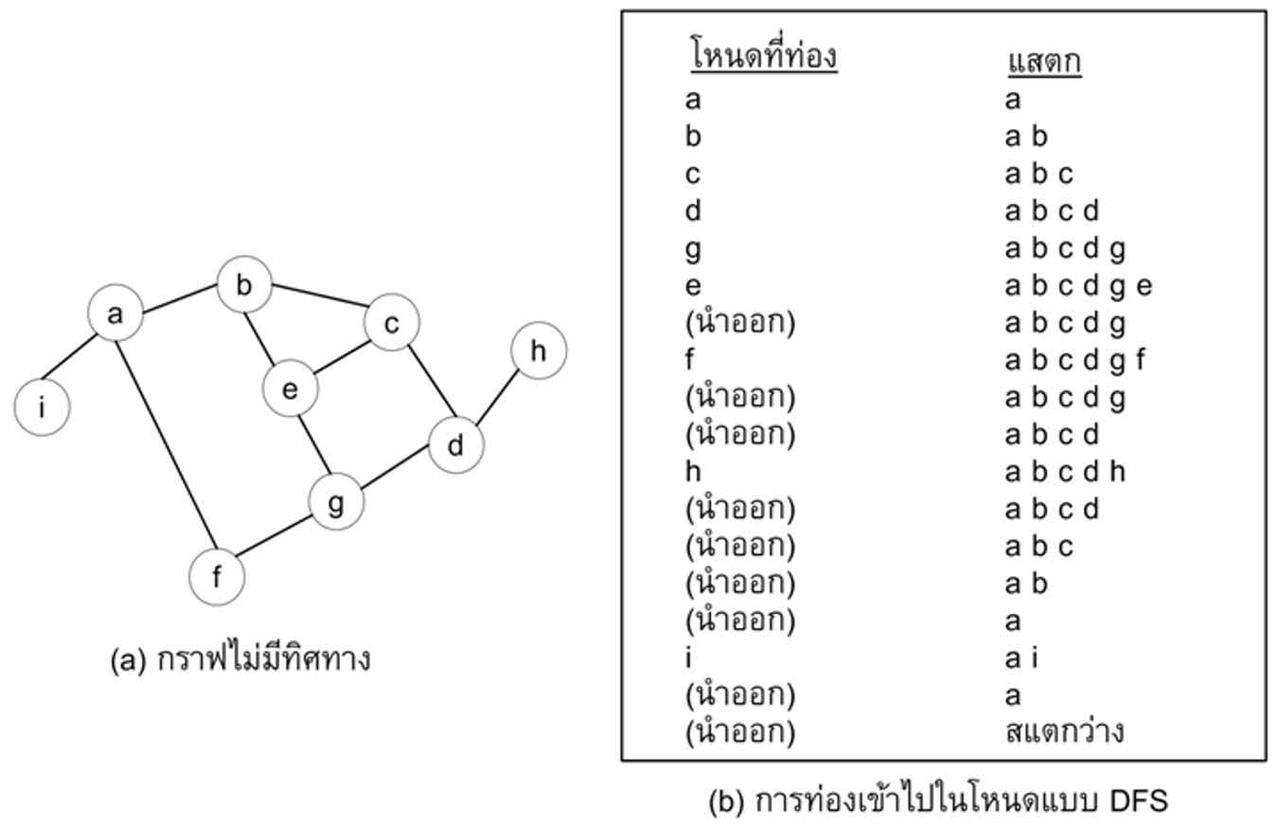 a
b
c
h
i
e
d
g
f
(a) กราฟไม่มีทิศทาง
โหนดที่ท่อง แสตก
a a
b a b
c a b c
d a b c d
g a b c d g
e a b c d g e
(นำออก) a b c d g
f a b c d g f
(นำออก) a b c d g
(นำออก) a b c d
h a b c d h
(นำออก) a b c d
(นำออก) a b c
(นำออก) a b
(นำออก) a
i a i
(นำออก) a
(นำออก) สแตกว่าง
(b) การท่องเข้าไปในโหนดแบบ DFS